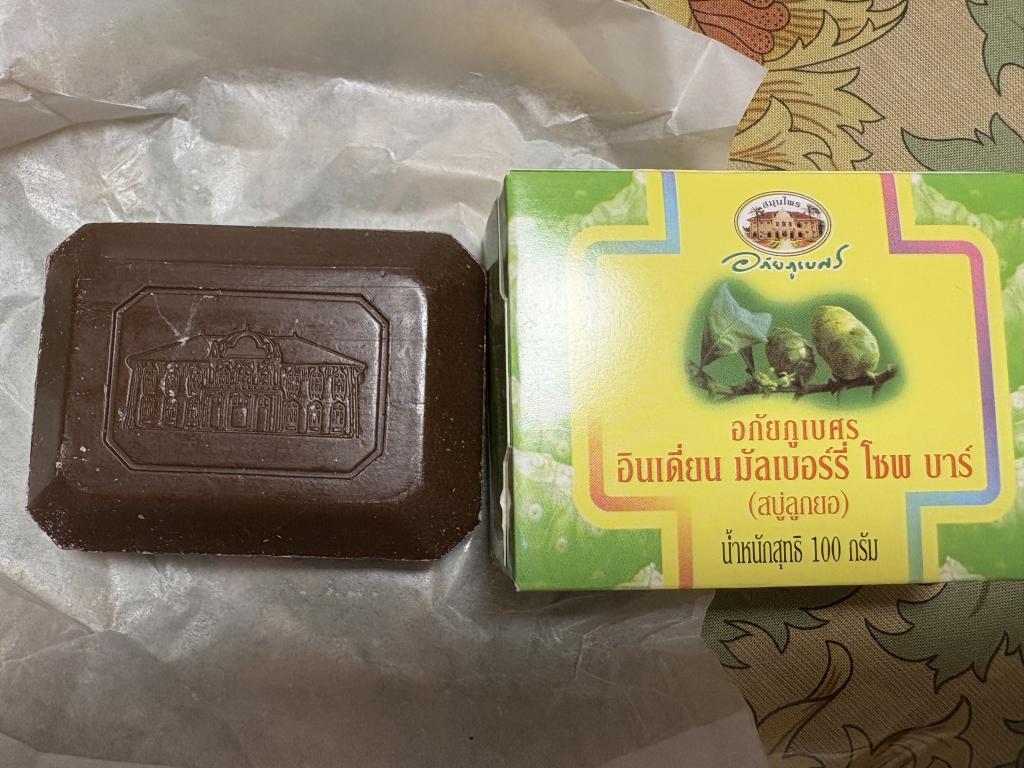 สมุนไพร
อภัยภูเบศร
อภัยภูเบศร
อินเดี่ยน มัลเบอร์รี่ โซพ บาร์
(สบู่ลูกยอ)
น้ำหนักสุทธิ 100 กรัม